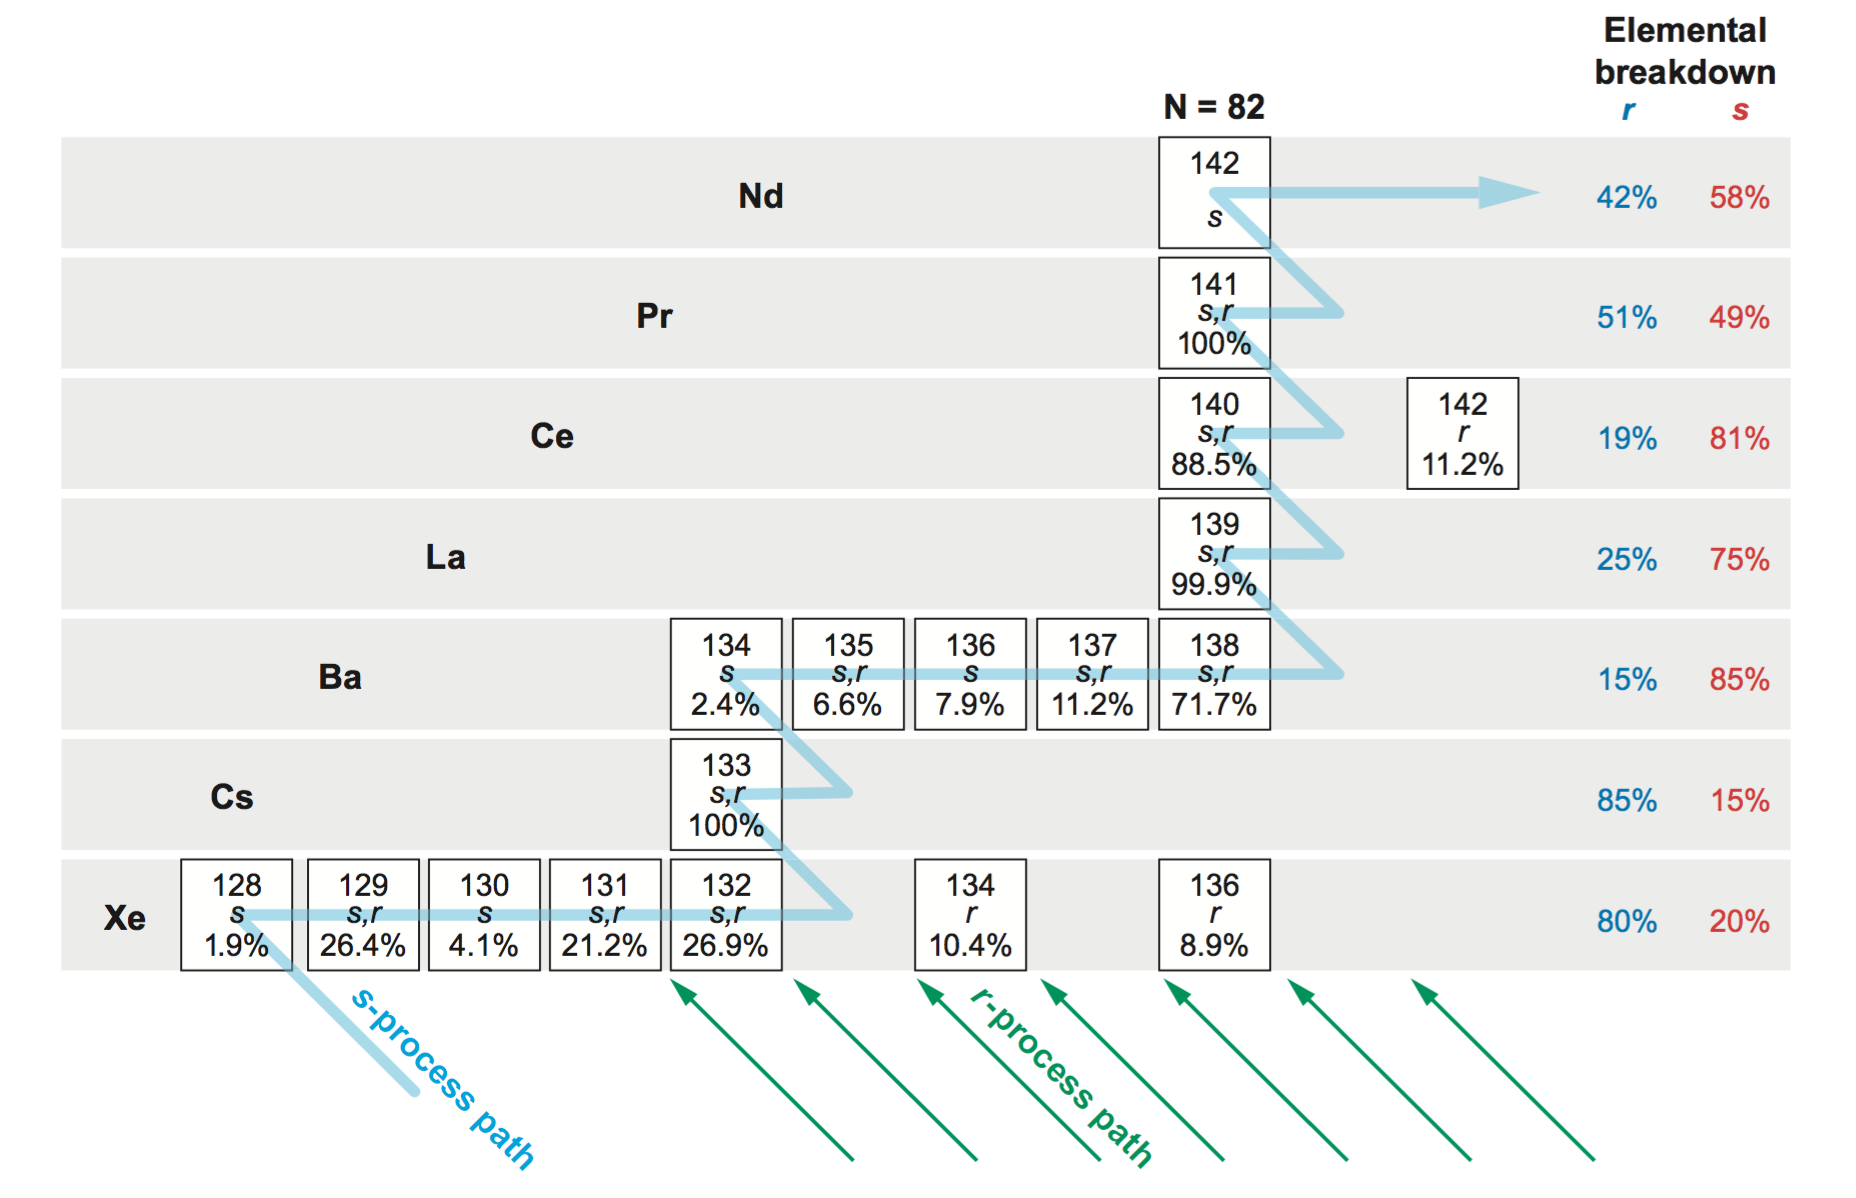 Elemental
breakdown
N = 82
r s
142
s
Nd
42% 58%
141
s,r
100%
Pr
51% 49%
140
s,r
88.5%
142
r
11.2%
Ce
19% 81%
139
s,r
99.9%
La
25% 75%
134
s
2.4%
135
s,r
6.6%
136
s
7.9%
137
s,r
11.2%
138
s,r
71.7%
Ba
15% 85%
133
s,r
100%
Cs
85% 15%
Xe
128
s
1.9%
129
s,r
26.4%
130
s
4.1%
131
s,r
21.2%
132
s,r
26.9%
134
r
10.4%
136
r
8.9%
80% 20%
s-process path
r-process path